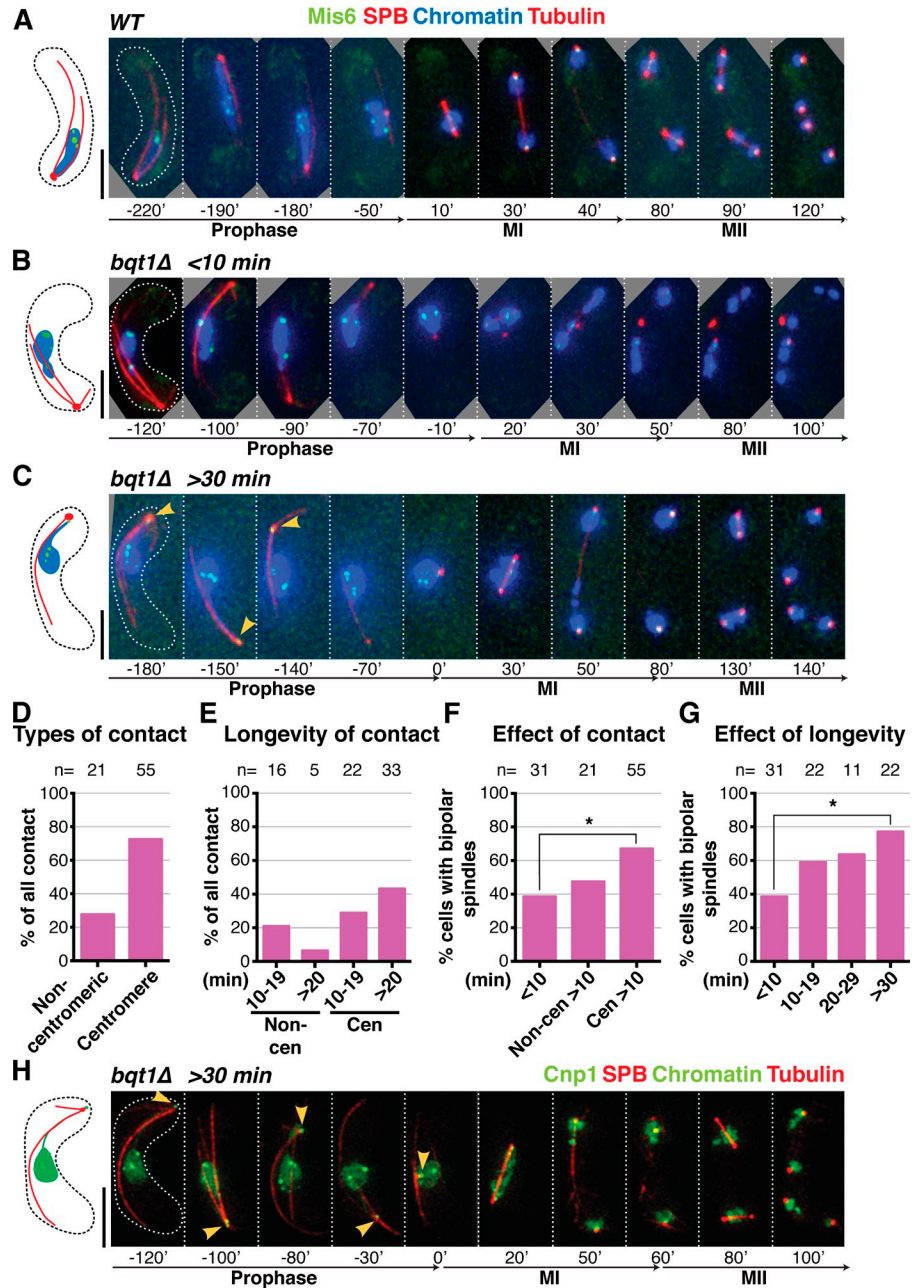 A
WT
Mis6 SPB Chromatin Tubulin
-220' -190' -180' -50' 10' 30' 40' 80' 90' 120'
Prophase MI MII
B
bqt1Δ <10 min
-120' -100' -90' -70' -10' 20' 30' 50' 80' 100'
Prophase MI MII
C
bqt1Δ >30 min
-180' -150' -140' -70' 0' 30' 50' 80' 130' 140'
Prophase MI MII
D
Types of contact
n= 21 55
% of all contact
100
80
60
40
20
0
Non-
centromeric
Centromere
E
Longevity of contact
n= 16 5 22 33
% of all contact
100
80
60
40
20
0
(min)
10-19 >20 10-19 >20
Non-
cen
Cen
F
Effect of contact
n= 31 21 55
% cells with bipolar
spindles
100
80
60
40
20
0
*
(min)
<10 Non-cen >10 Cen >10
G
Effect of longevity
n= 31 22 11 22
% cells with bipolar
spindles
100
80
60
40
20
0
*
(min)
<10 10-19 20-29 >30
H
bqt1Δ >30 min
Cnp1 SPB Chromatin Tubulin
-120' -100' -80' -30' 0' 20' 50' 60' 80' 100'
Prophase MI MII